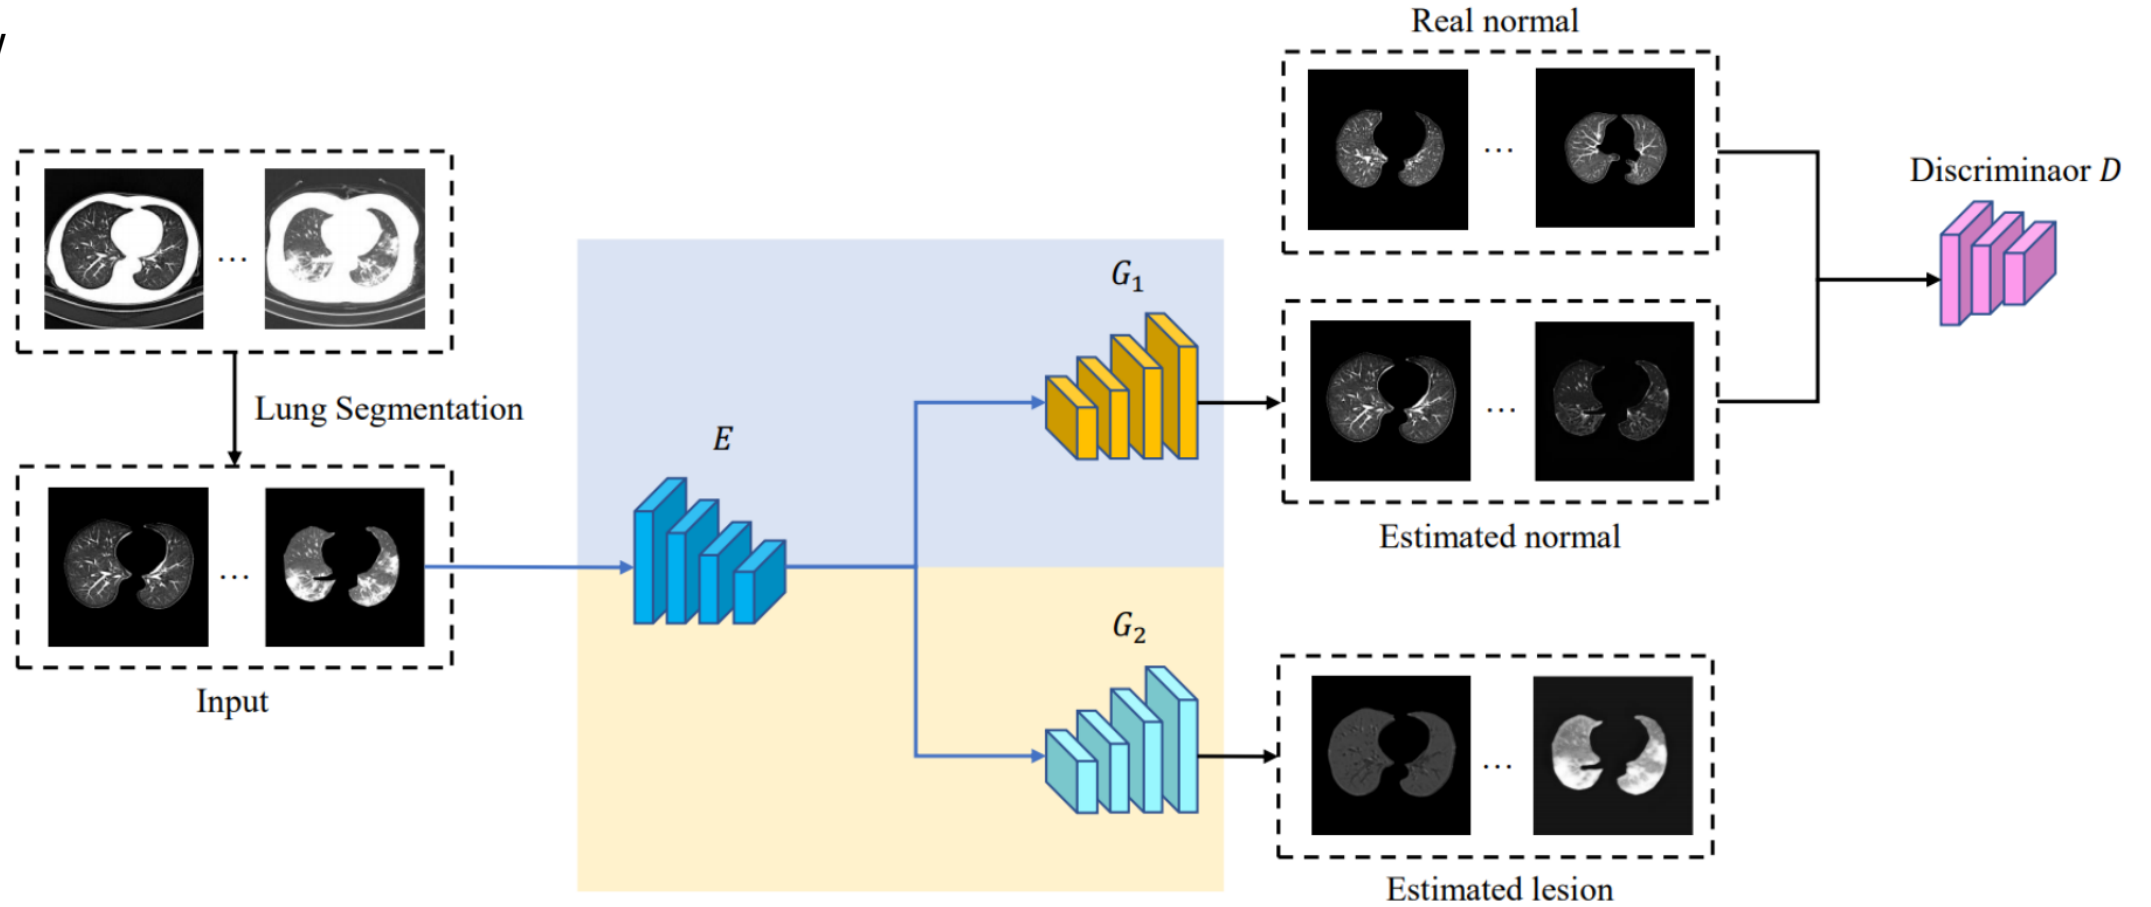 Real normal
...
Discriminaor D
...
G₁
Lung Segmentation
...
E
Estimated normal
...
G₂
Input
...
Estimated lesion